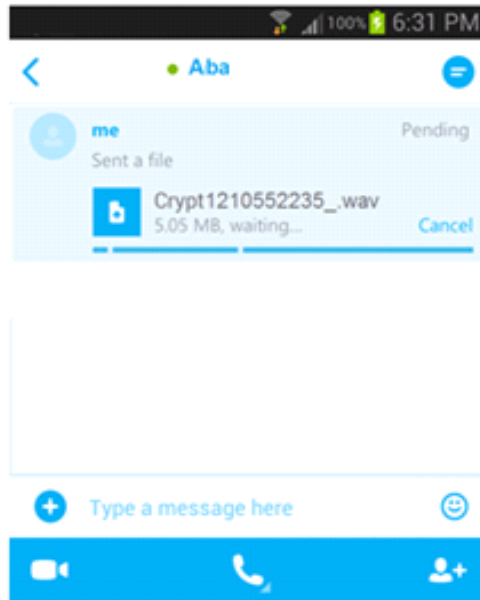 100% 6:31 PM
Aba
me Pending
Sent a file
Crypt1210552235_.wav
5.05 MB, waiting... Cancel
Type a message here